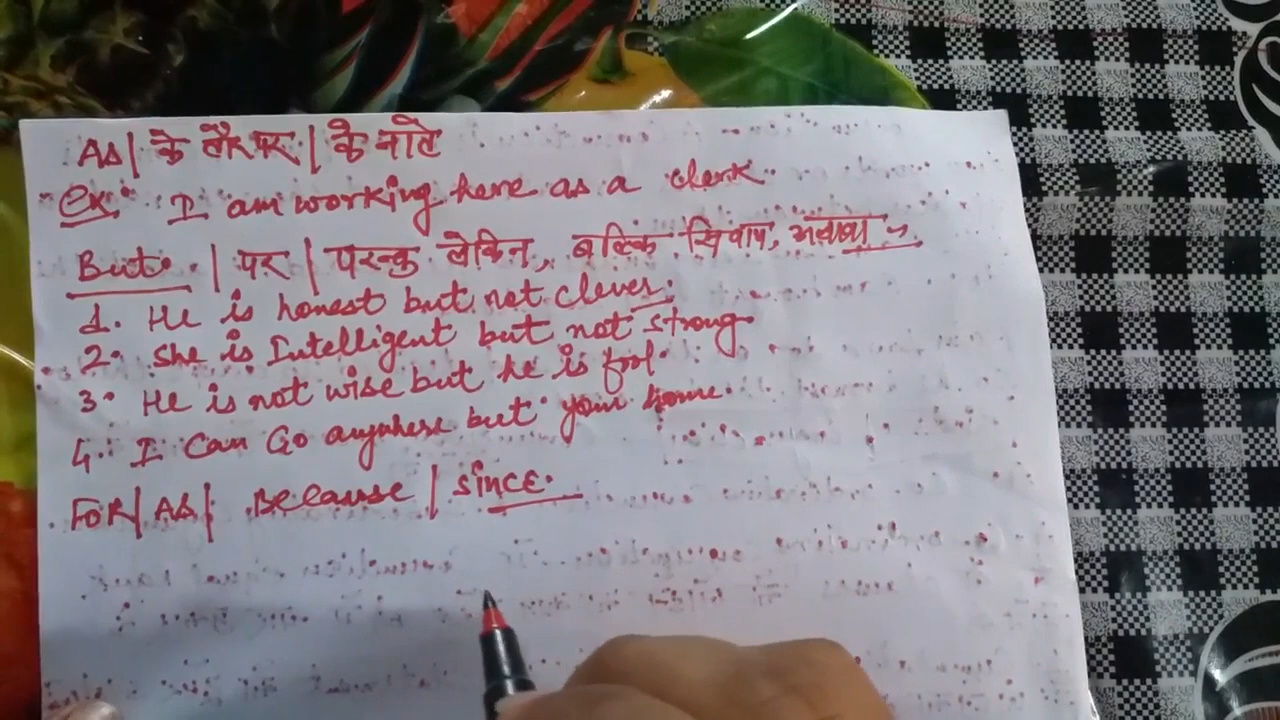 As| के तौर पर | के नाते
Ex: I am working here as a clerk.
But. | पर | परन्तु लेकिन, बल्कि सिवाय, अलावा :-
1. He is honest but not clever.
2. She is Intelligent but not strong.
3. He is not wise but he is fool.
4. I Can Go anywhere but your home.
FOR| AS| Because | since.